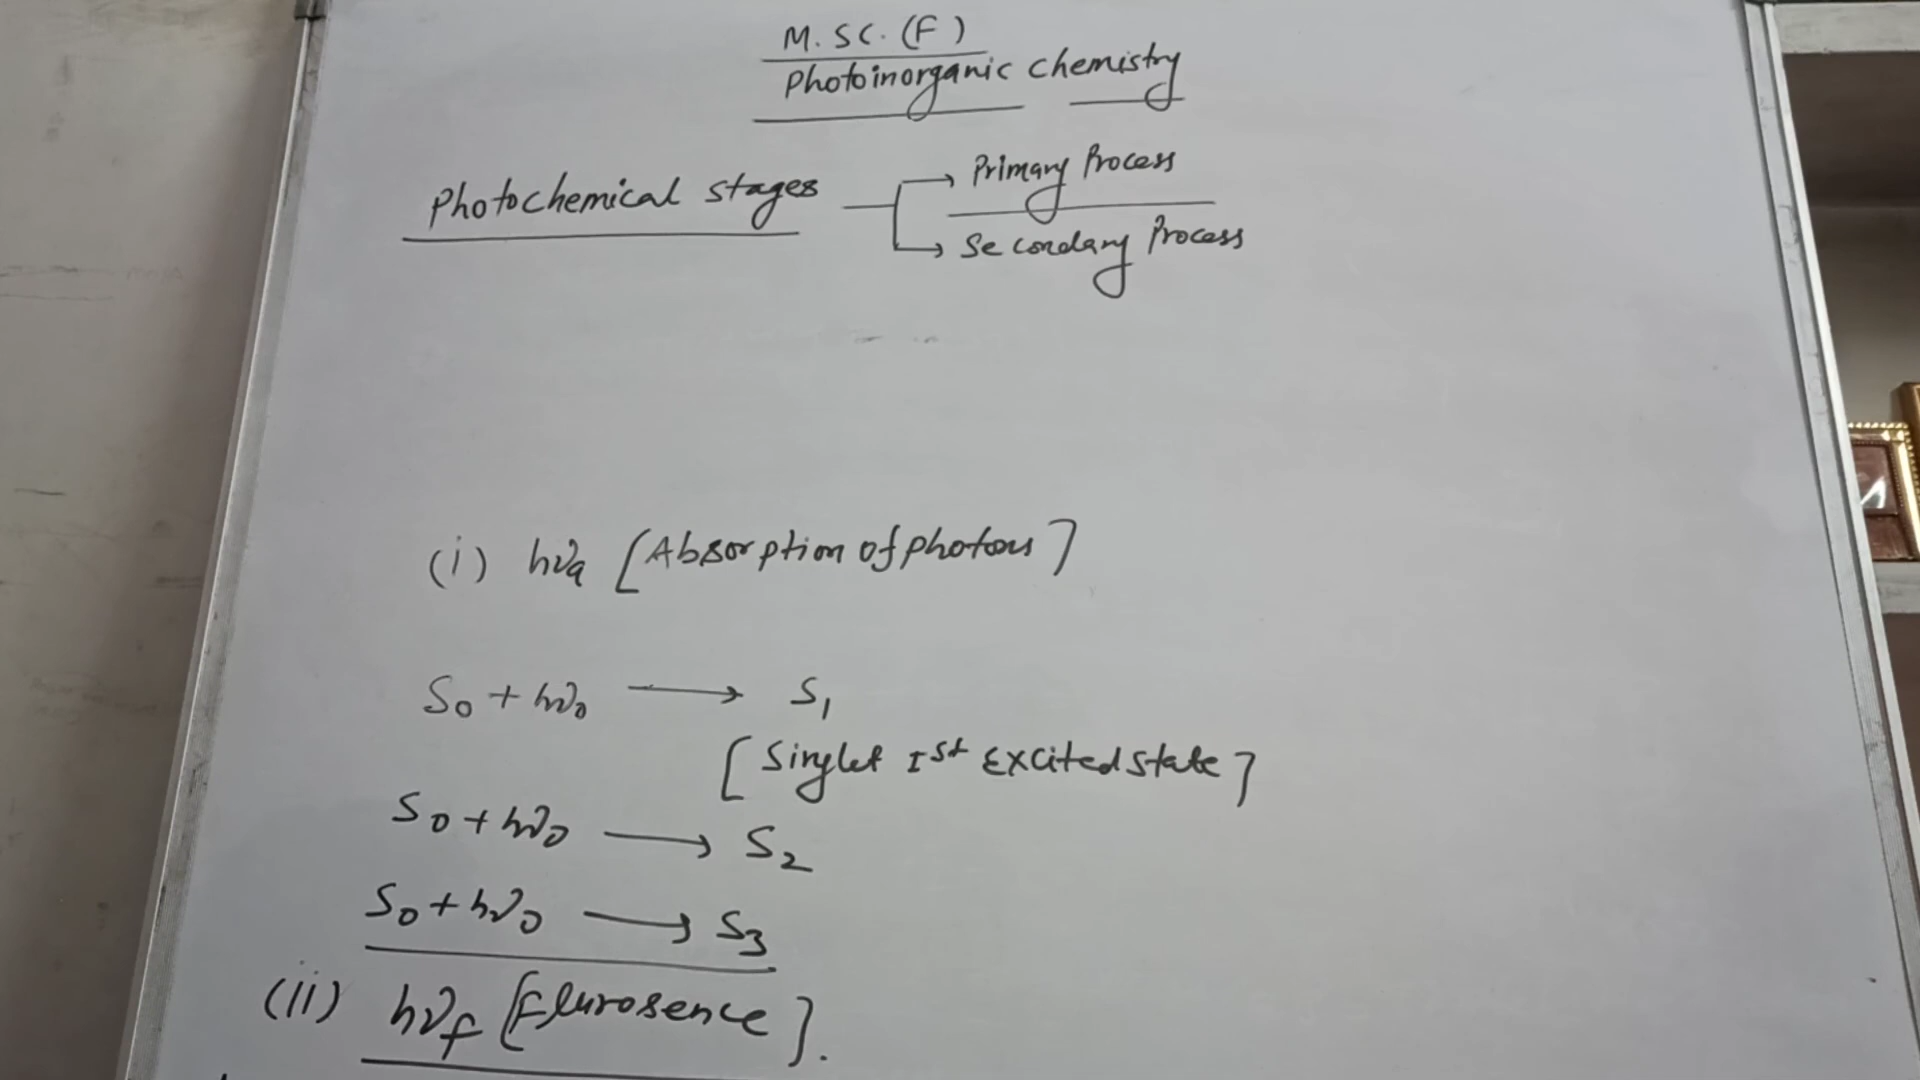 M.SC.(F)
Photoinorganic chemistry
Photochemical stages → Primary Process
→ Secondary Process
(i) hνa [Absorption of photons]
S0 + hν0 → S1
[Singlet Ist Excited state]
S0 + hν0 → S2
S0 + hν0 → S3
(ii) hνf [Flurosence].